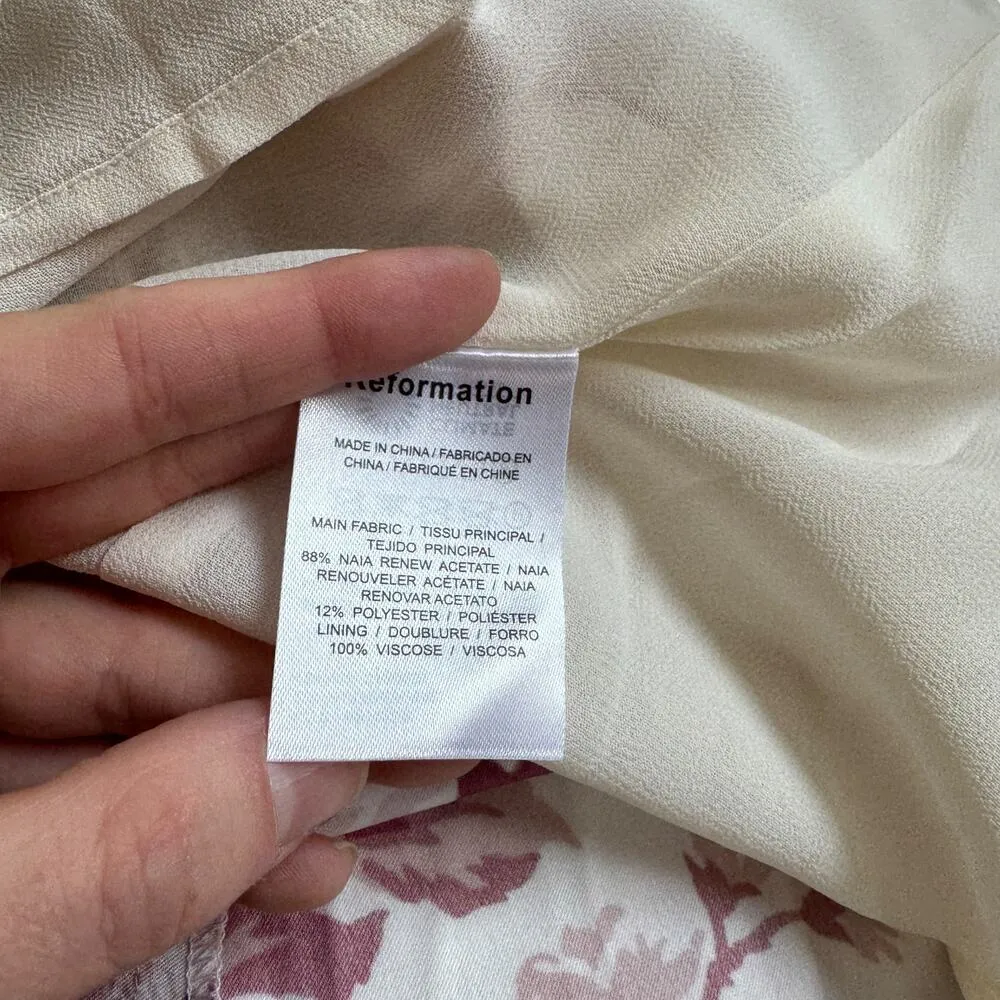 Reformation
MADE IN CHINA / FABRICADO EN
CHINA / FABRIQUÉ EN CHINE
MAIN FABRIC / TISSU PRINCIPAL /
TEJIDO PRINCIPAL
88% NAIA RENEW ACETATE / NAIA
RENOUVELER ACÉTATE / NAIA
RENOVAR ACETATO
12% POLYESTER / POLIÉSTER
LINING / DOUBLURE / FORRO
100% VISCOSE / VISCOSA